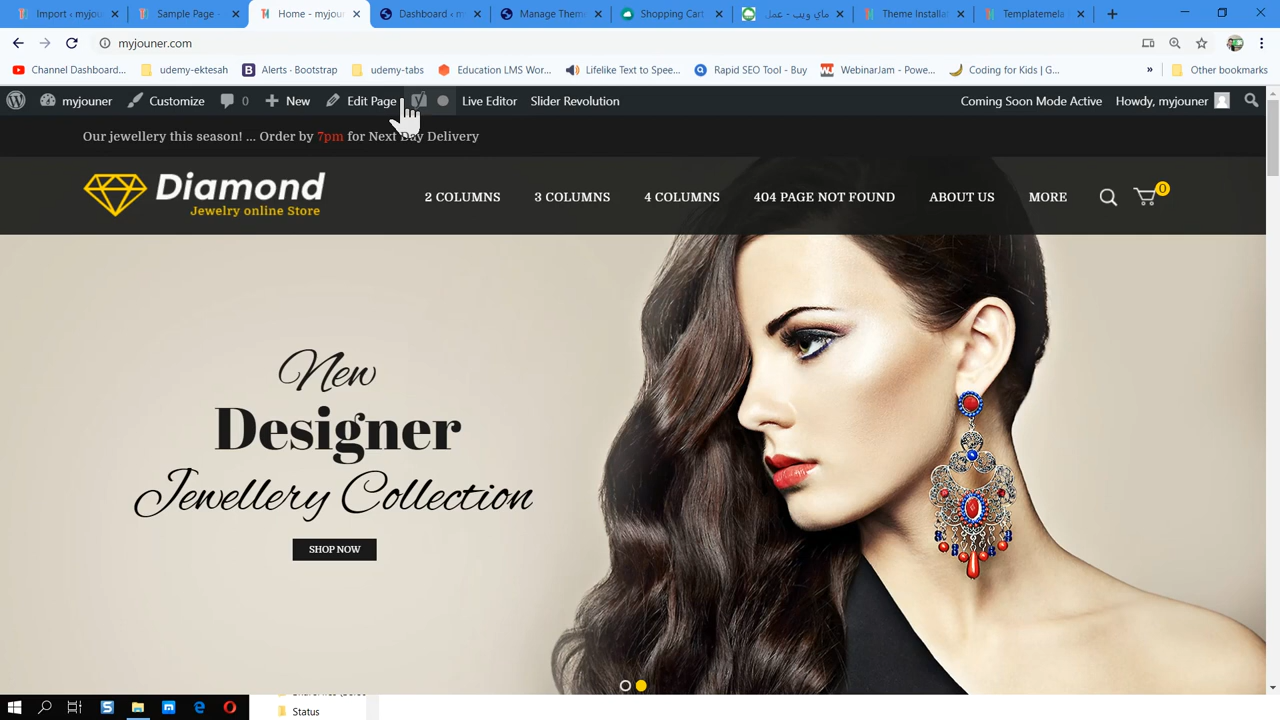 Import ‹ myjouner
Sample Page -
Home - myjour
Dashboard ‹ m
Manage Them
Shopping Cart
ماي ويب - عمل
Theme Installa
Templatemela
myjouner.com
Channel Dashboard...
udemy-ektesah
Alerts · Bootstrap
udemy-tabs
Education LMS Wor...
Lifelike Text to Spee...
Rapid SEO Tool - Buy
WebinarJam - Powe...
Coding for Kids | G...
»
Other bookmarks
myjouner
Customize
0
New
Edit Page
Live Editor
Slider Revolution
Coming Soon Mode Active
Howdy, myjouner
Our jewellery this season! ... Order by 7pm for Next Day Delivery
Diamond
Jewelry online Store
2 COLUMNS
3 COLUMNS
4 COLUMNS
404 PAGE NOT FOUND
ABOUT US
MORE
0
New
Designer
Jewellery Collection
SHOP NOW
Status